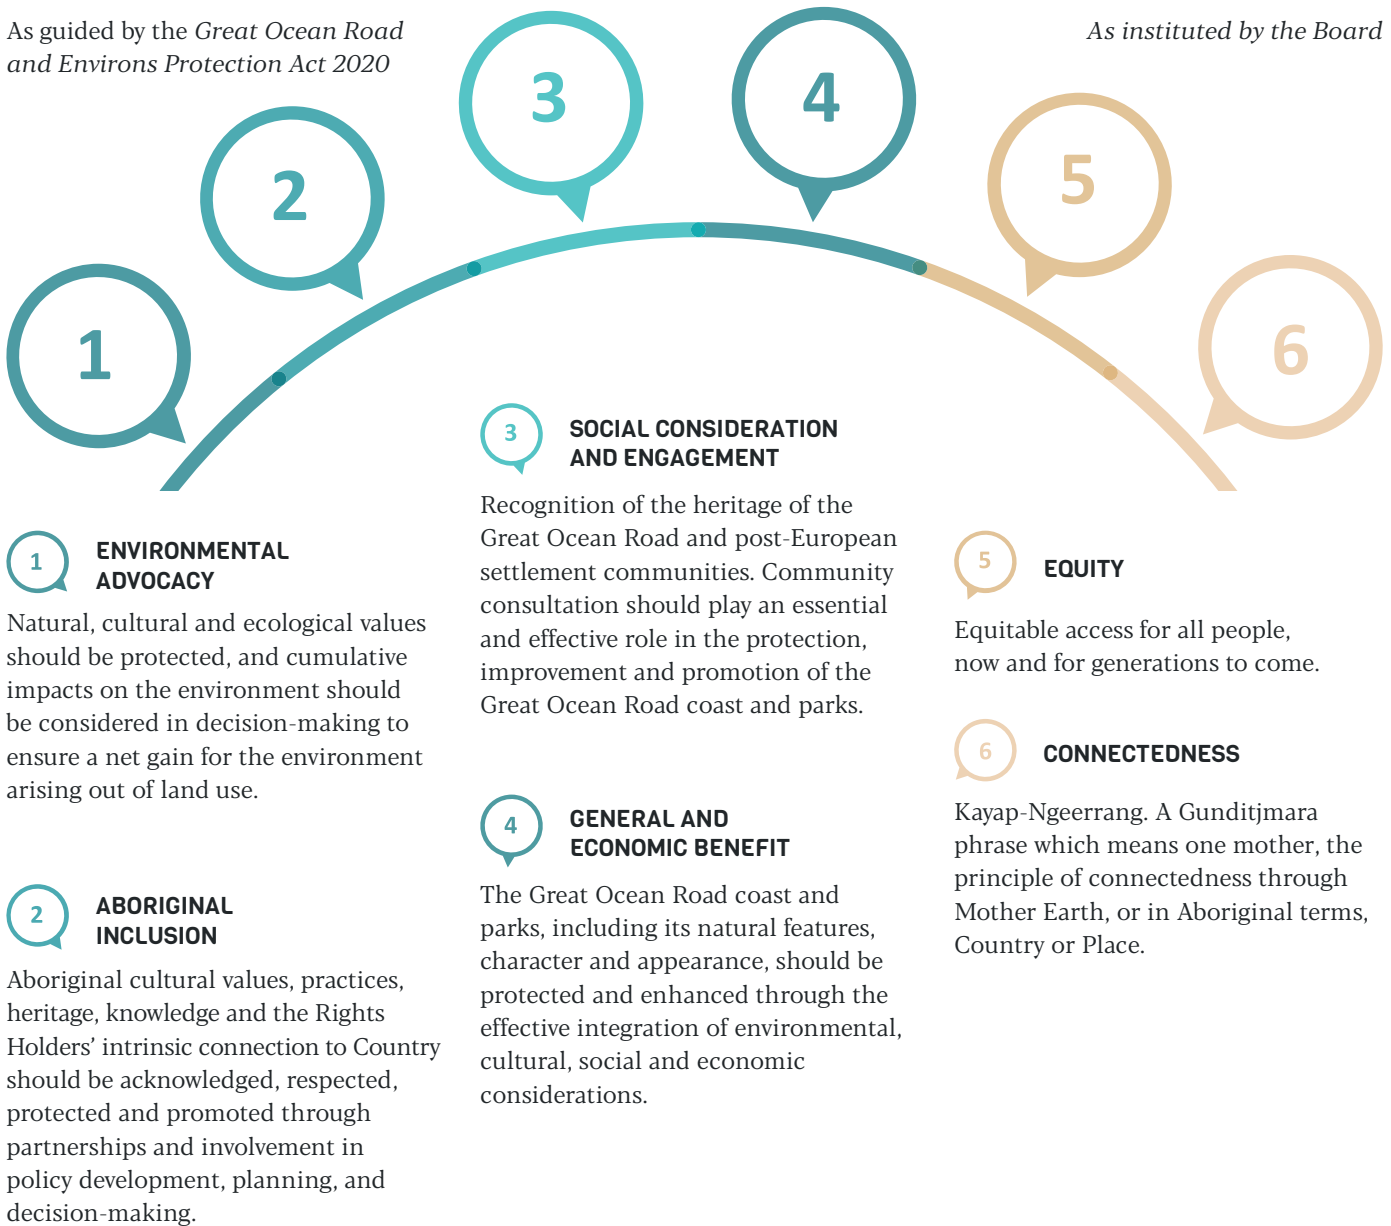 As guided by the Great Ocean Road
and Environs Protection Act 2020
As instituted by the Board
1
2
3
4
5
6
1
ENVIRONMENTAL
ADVOCACY
Natural, cultural and ecological values
should be protected, and cumulative
impacts on the environment should
be considered in decision-making to
ensure a net gain for the environment
arising out of land use.
2
ABORIGINAL
INCLUSION
Aboriginal cultural values, practices,
heritage, knowledge and the Rights
Holders’ intrinsic connection to Country
should be acknowledged, respected,
protected and promoted through
partnerships and involvement in
policy development, planning, and
decision-making.
3
SOCIAL CONSIDERATION
AND ENGAGEMENT
Recognition of the heritage of the
Great Ocean Road and post-European
settlement communities. Community
consultation should play an essential
and effective role in the protection,
improvement and promotion of the
Great Ocean Road coast and parks.
4
GENERAL AND
ECONOMIC BENEFIT
The Great Ocean Road coast and
parks, including its natural features,
character and appearance, should be
protected and enhanced through the
effective integration of environmental,
cultural, social and economic
considerations.
5
EQUITY
Equitable access for all people,
now and for generations to come.
6
CONNECTEDNESS
Kayap-Ngeerrang. A Gunditjmara
phrase which means one mother, the
principle of connectedness through
Mother Earth, or in Aboriginal terms,
Country or Place.